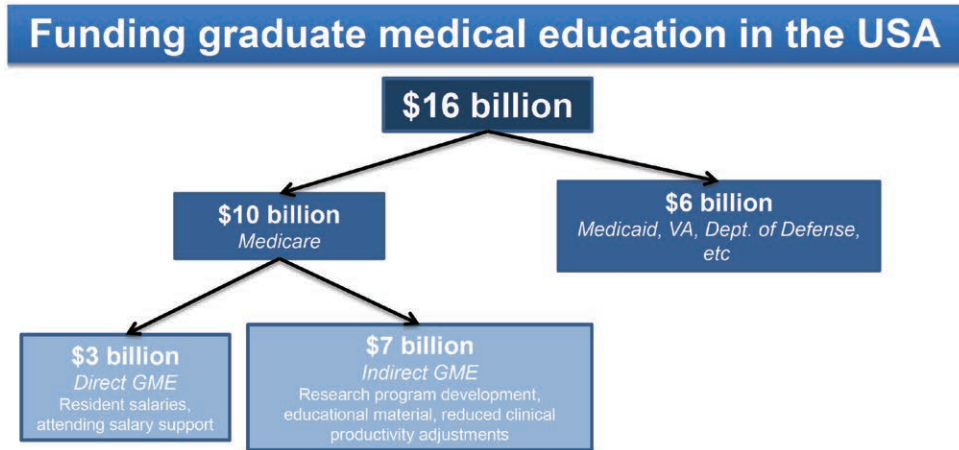 Funding graduate medical education in the USA
$16 billion
$10 billion
Medicare
$6 billion
Medicaid, VA, Dept. of Defense,
etc
$3 billion
Direct GME
Resident salaries,
attending salary support
$7 billion
Indirect GME
Research program development,
educational material, reduced clinical
productivity adjustments